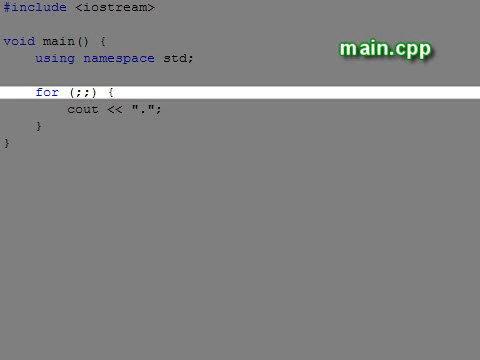 #include <iostream>
void main() {
main.cpp
using namespace std;
for (;;) {
cout << ".";
}
}